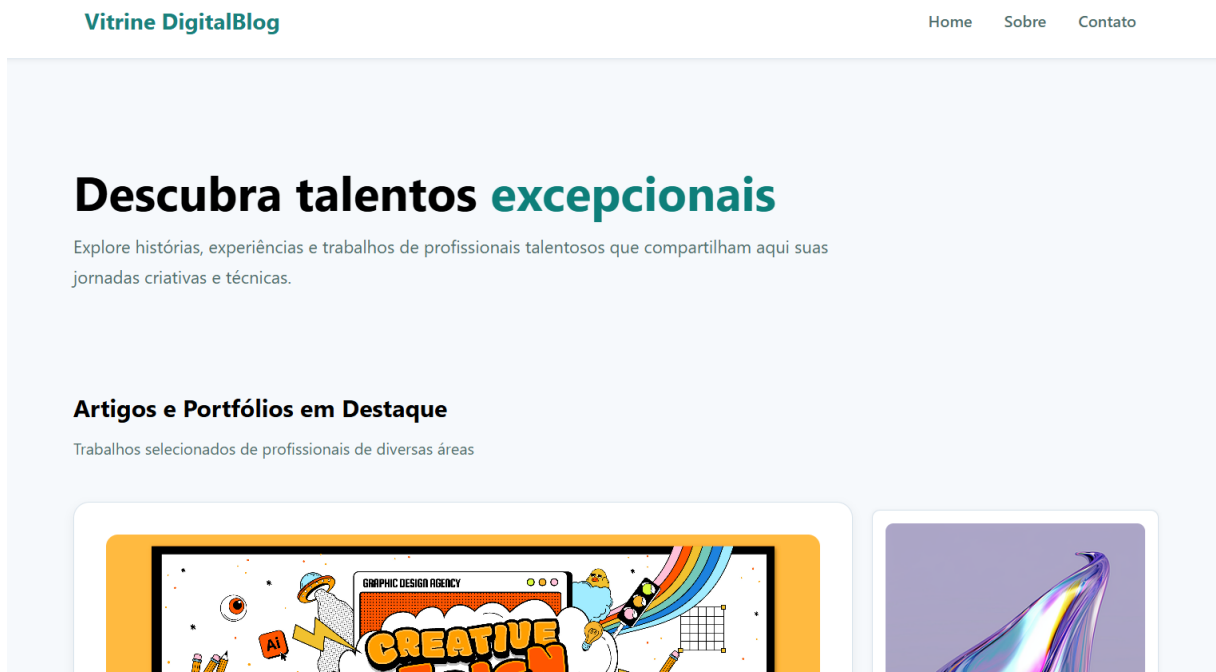 Vitrine DigitalBlog
Home Sobre Contato
Descubra talentos excepcionais
Explore histórias, experiências e trabalhos de profissionais talentosos que compartilham aqui suas
jornadas criativas e técnicas.
Artigos e Portfólios em Destaque
Trabalhos selecionados de profissionais de diversas áreas
GRAPHIC DESIGN AGENCY
Ai
CREATIVE